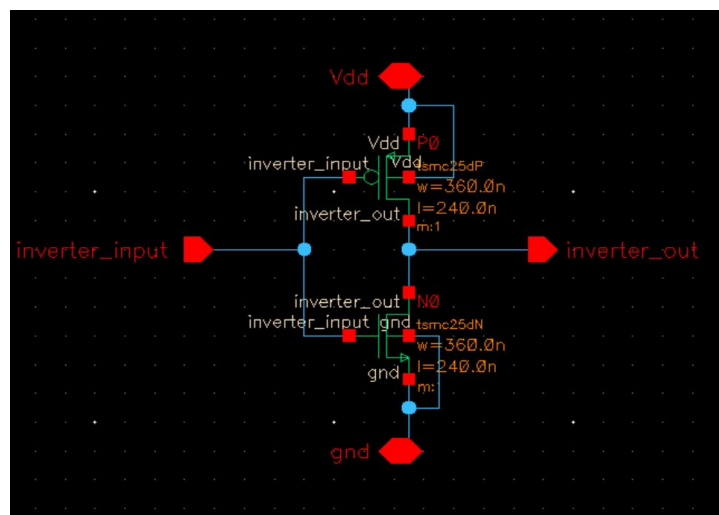 Vdd
Vdd
P0
inverter_input
Vdd
tsmc25dP
w=360.0n
l=240.0n
inverter_out
m:1
inverter_input
inverter_out
inverter_out
N0
inverter_input
gnd
tsmc25dN
w=360.0n
l=240.0n
gnd
gnd